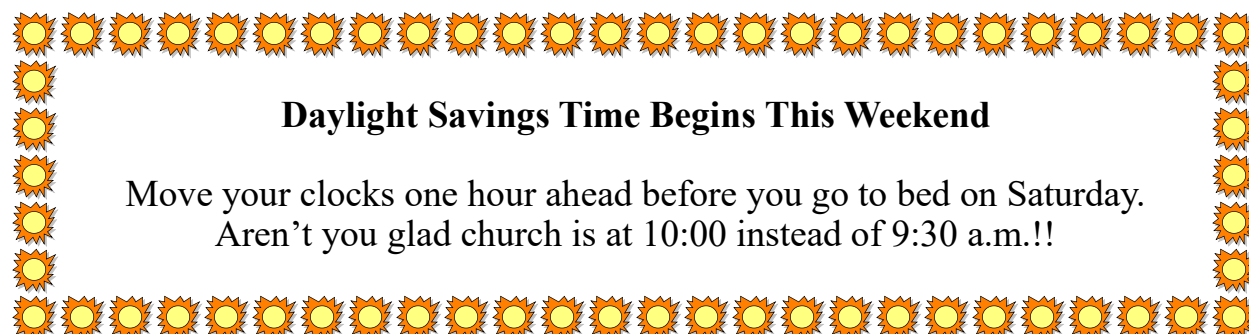 Daylight Savings Time Begins This Weekend
Move your clocks one hour ahead before you go to bed on Saturday.
Aren’t you glad church is at 10:00 instead of 9:30 a.m.!!